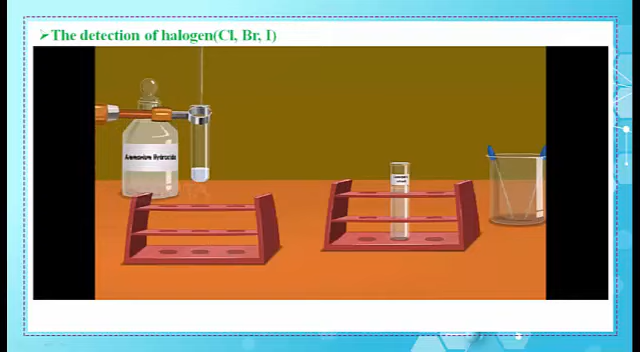 ➢The detection of halogen(Cl, Br, I)
Ammonium Hydroxide